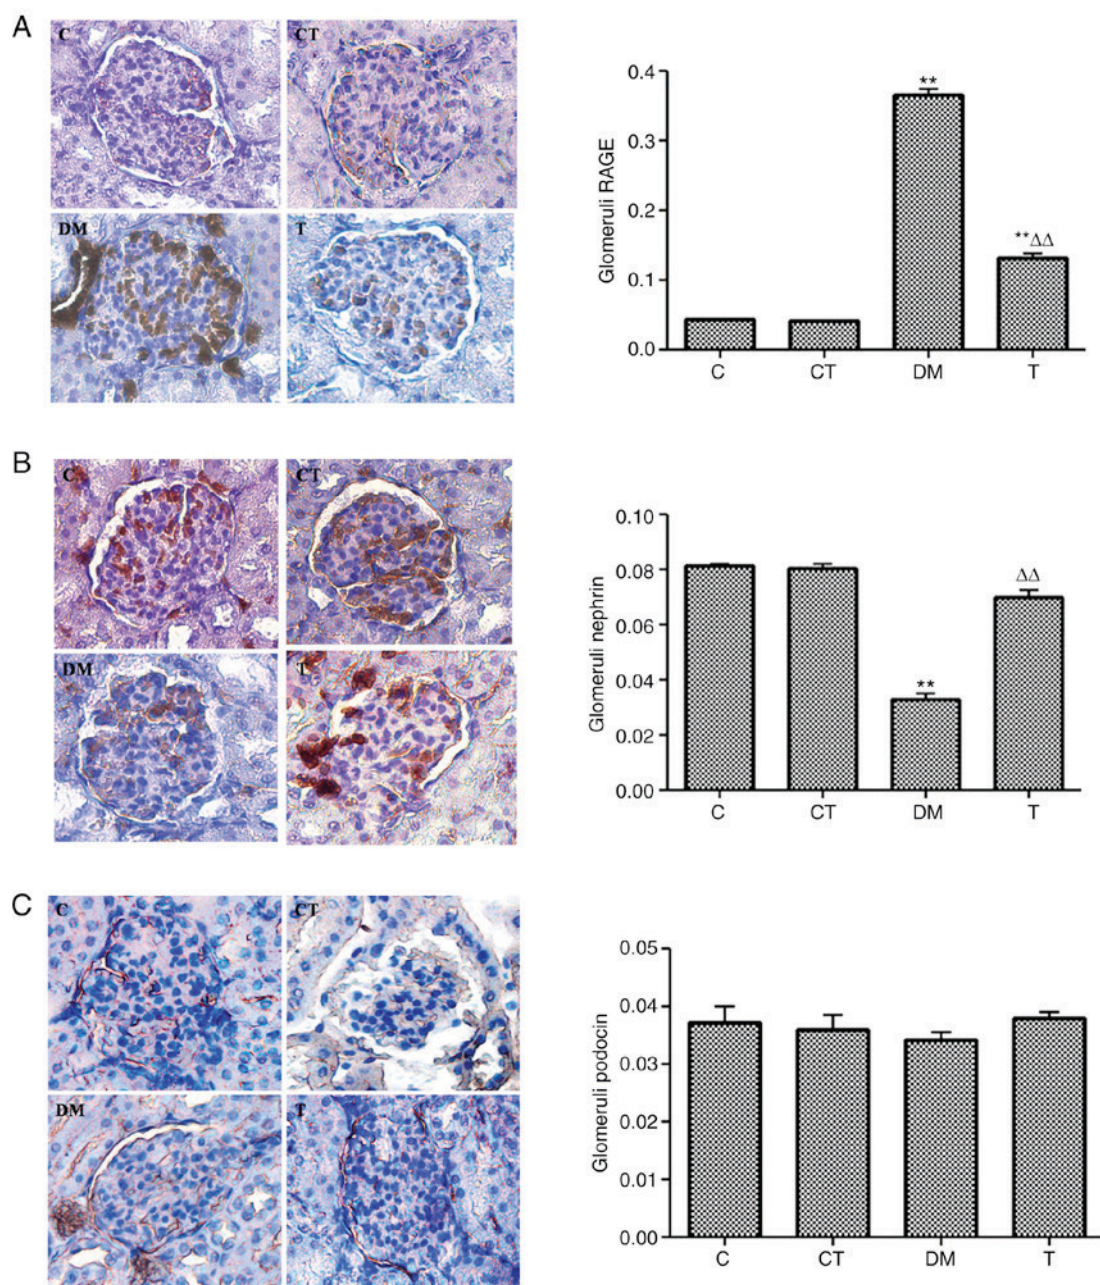 A
C
CT
DM
T
Glomeruli RAGE
0.4
0.3
0.2
0.1
0.0
**
**ΔΔ
C CT DM T
B
C
CT
DM
T
Glomeruli nephrin
0.10
0.08
0.06
0.04
0.02
0.00
**
ΔΔ
C CT DM T
C
C
CT
DM
T
Glomeruli podocin
0.05
0.04
0.03
0.02
0.01
0.00
C CT DM T